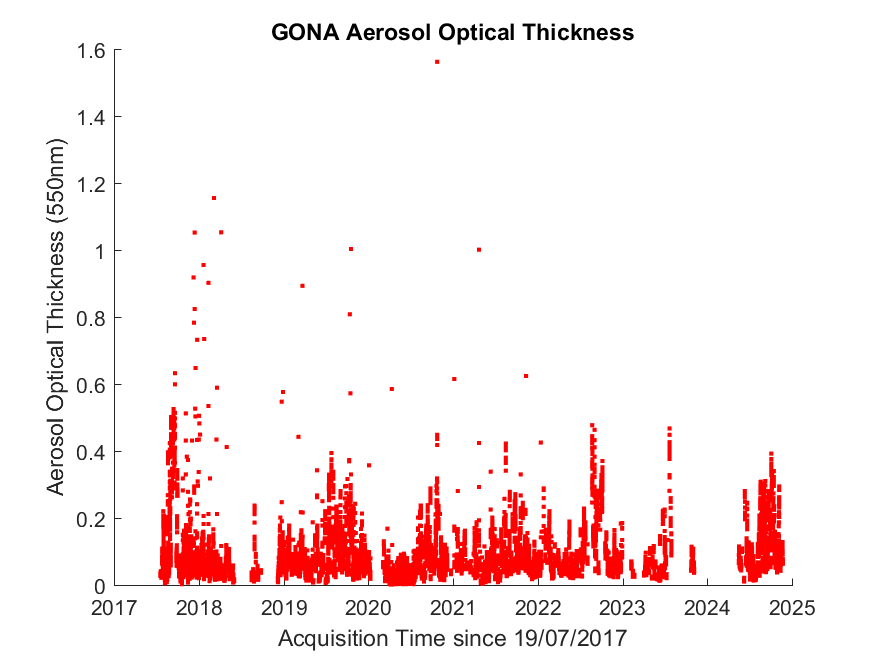 GONA Aerosol Optical Thickness
Aerosol Optical Thickness (550nm)
1.6
1.4
1.2
1
0.8
0.6
0.4
0.2
0
2017 2018 2019 2020 2021 2022 2023 2024 2025
Acquisition Time since 19/07/2017